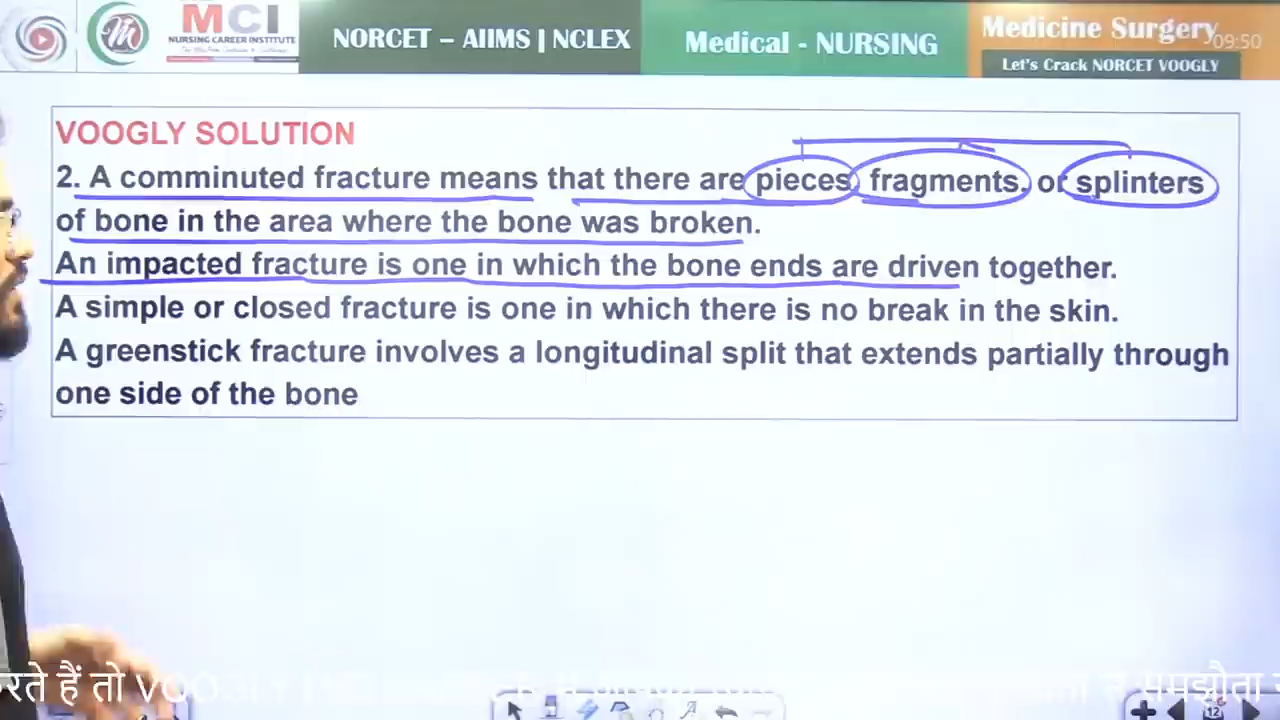 MCI
NURSING CAREER INSTITUTE
NORCET – AIIMS | NCLEX
Medical - NURSING
Medicine Surgery
09:50
Let's Crack NORCET VOOGLY
VOOGLY SOLUTION
2. A comminuted fracture means that there are pieces, fragments, or splinters
of bone in the area where the bone was broken.
An impacted fracture is one in which the bone ends are driven together.
A simple or closed fracture is one in which there is no break in the skin.
A greenstick fracture involves a longitudinal split that extends partially through
one side of the bone
हैं तो समझौता
12